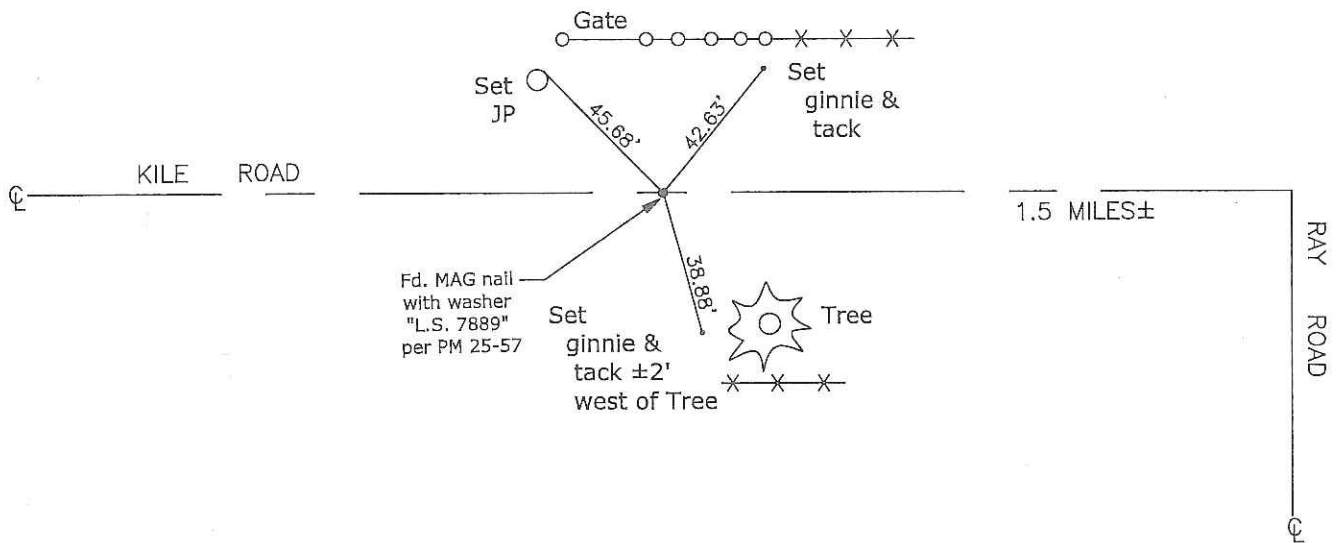 Gate
Set
JP
45.68'
42.63'
Set
ginnie &
tack
℄
KILE ROAD
1.5 MILES±
RAY ROAD
Fd. MAG nail
with washer
"L.S. 7889"
per PM 25-57
38.88'
Set
ginnie &
tack ±2'
west of Tree
Tree
℄